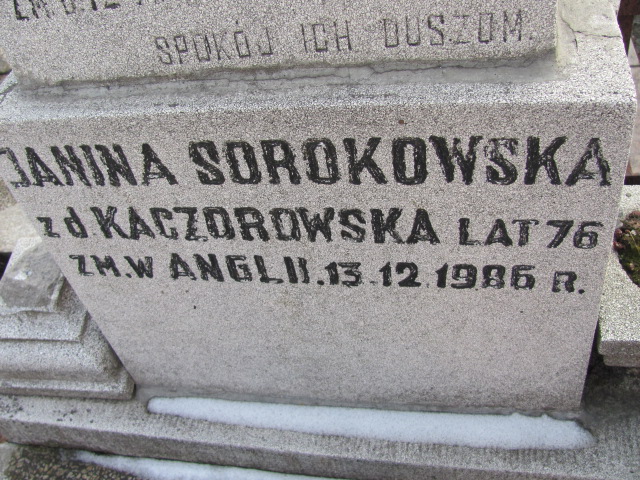 SPOKÓJ ICH DUSZOM.
JANINA SOROKOWSKA
z d. KACZOROWSKA LAT 76
ZM. W ANGLII. 13.12.1986 R.